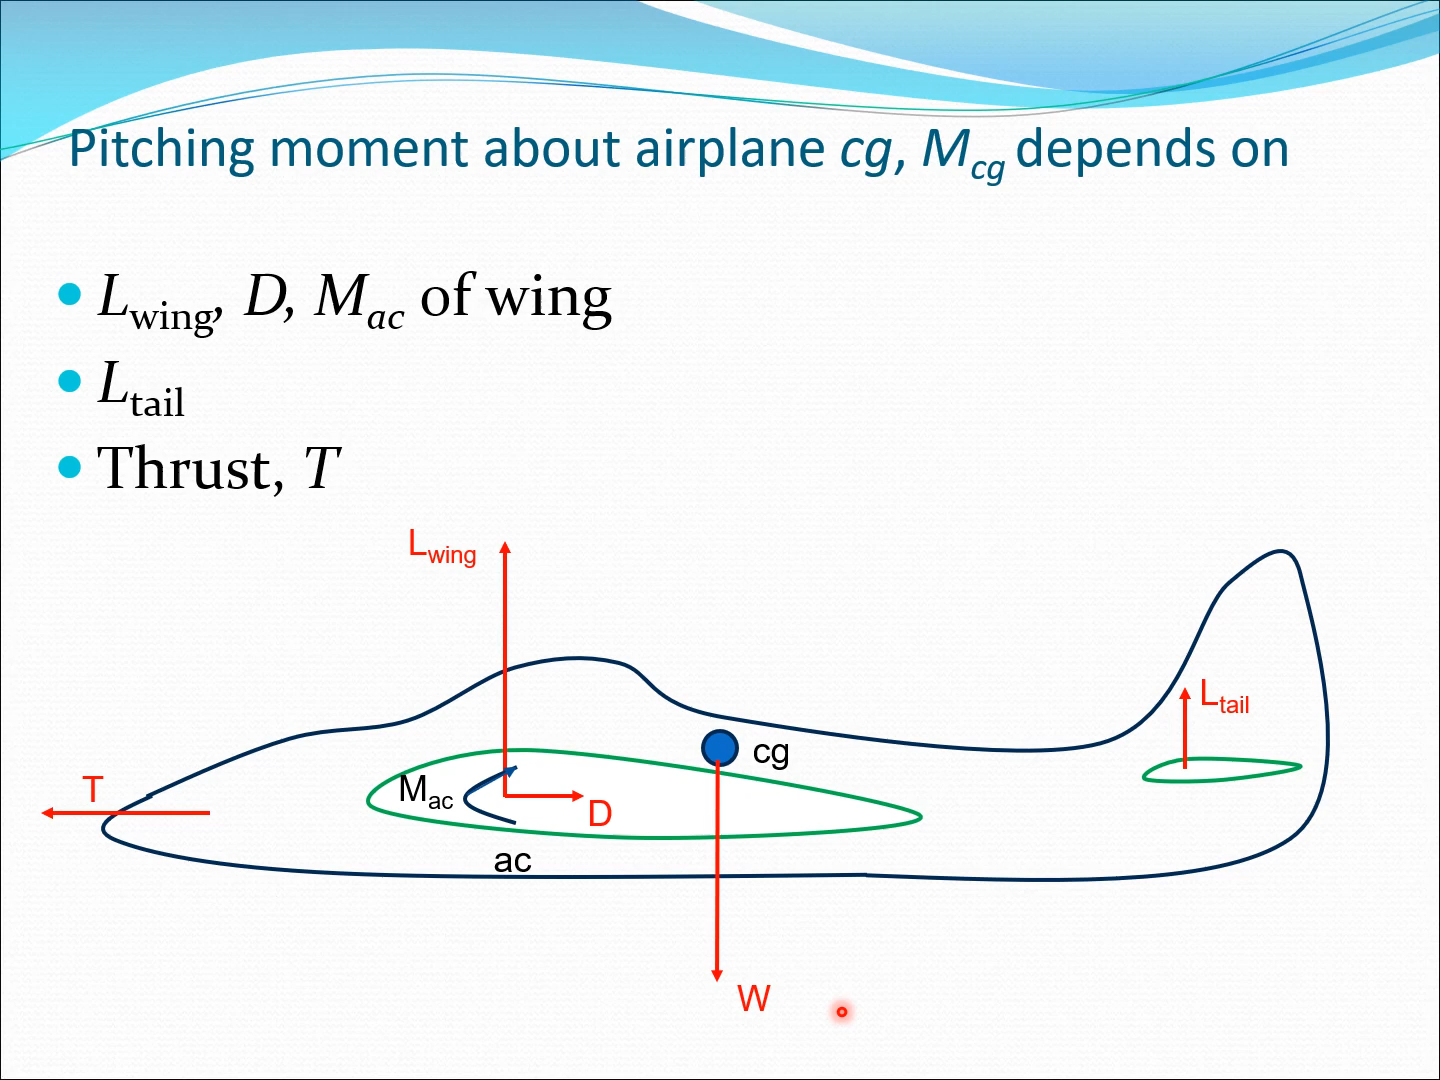 Pitching moment about airplane cg, Mcg depends on
• Lwing, D, Mac of wing
• Ltail
• Thrust, T
Lwing
Ltail
cg
T
Mac
D
ac
W